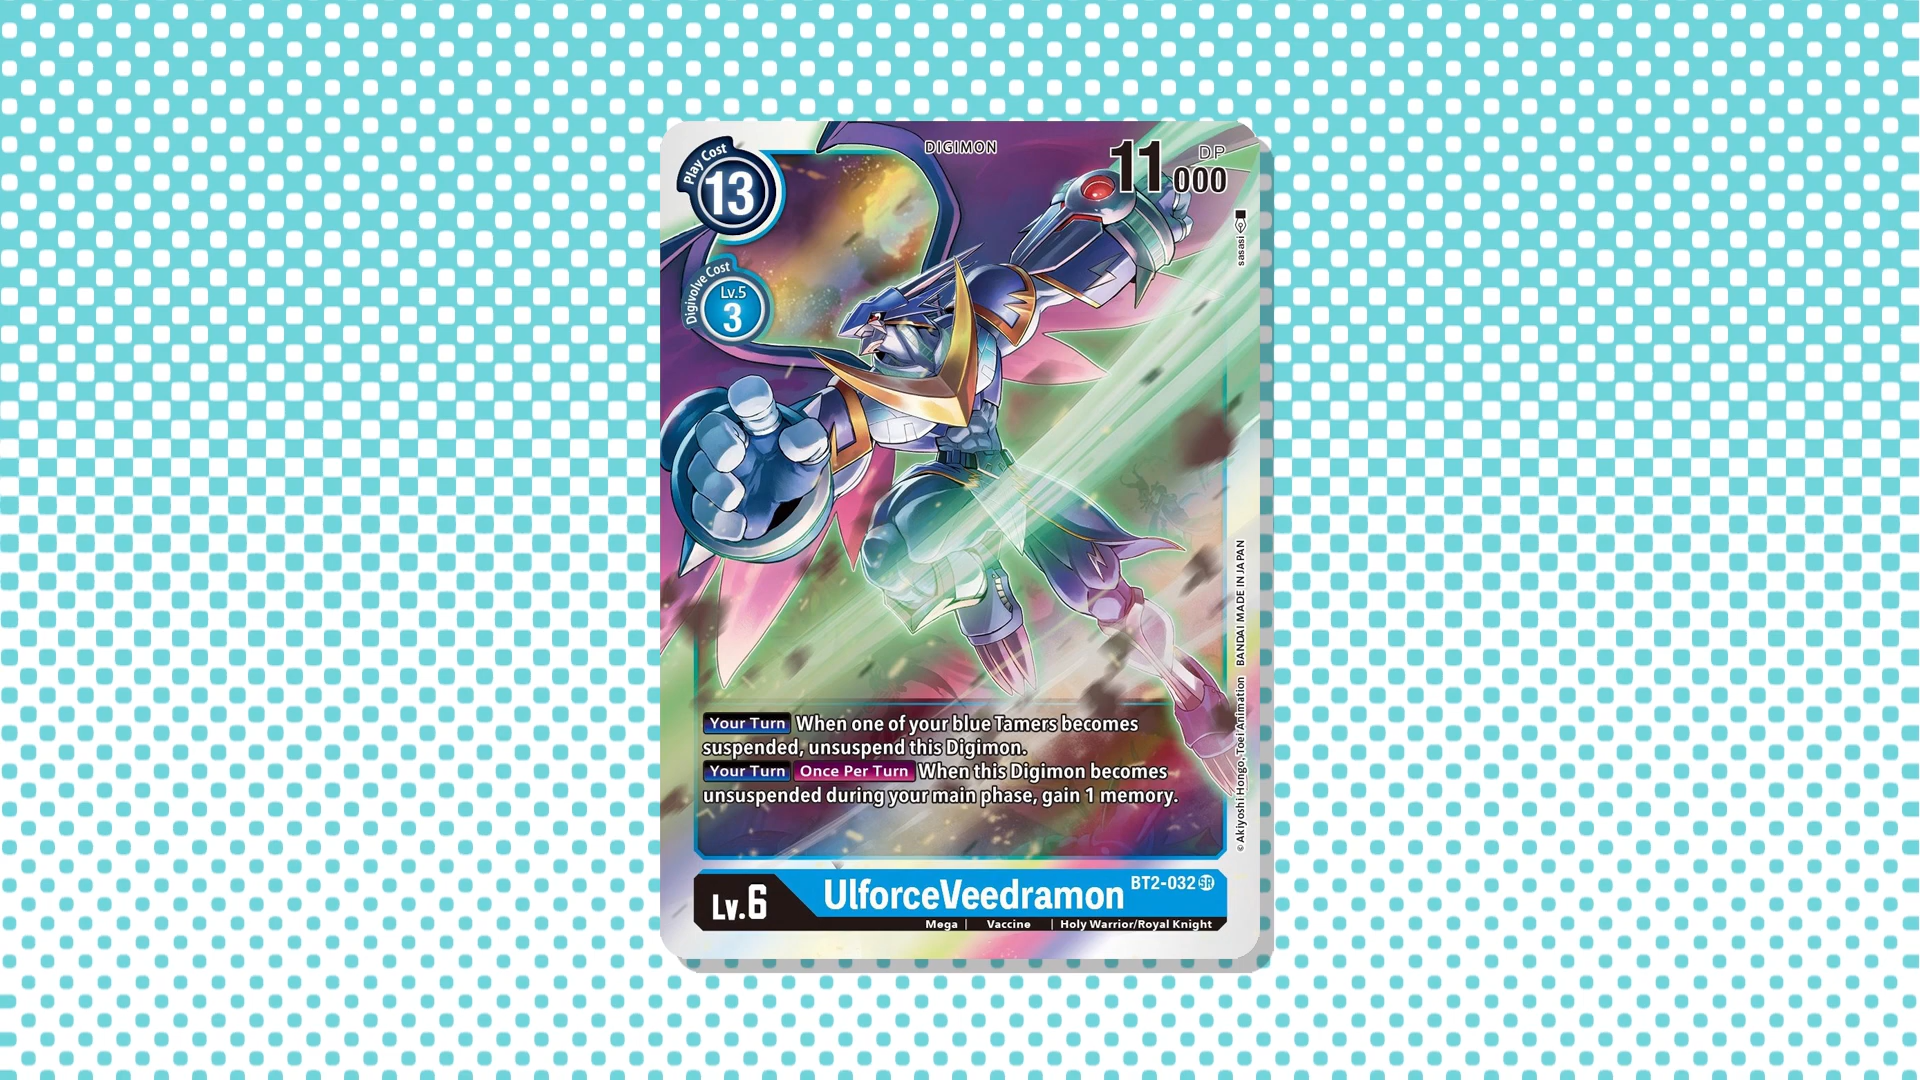 Play Cost
13
DIGIMON
DP
11000
sasasi
Digivolve Cost
Lv.5
3
Your Turn When one of your blue Tamers becomes
suspended, unsuspend this Digimon.
Your Turn Once Per Turn When this Digimon becomes
unsuspended during your main phase, gain 1 memory.
© Akiyoshi Hongo, Toei Animation BANDAI MADE IN JAPAN
Lv.6
UlforceVeedramon
BT2-032 SR
Mega | Vaccine | Holy Warrior/Royal Knight